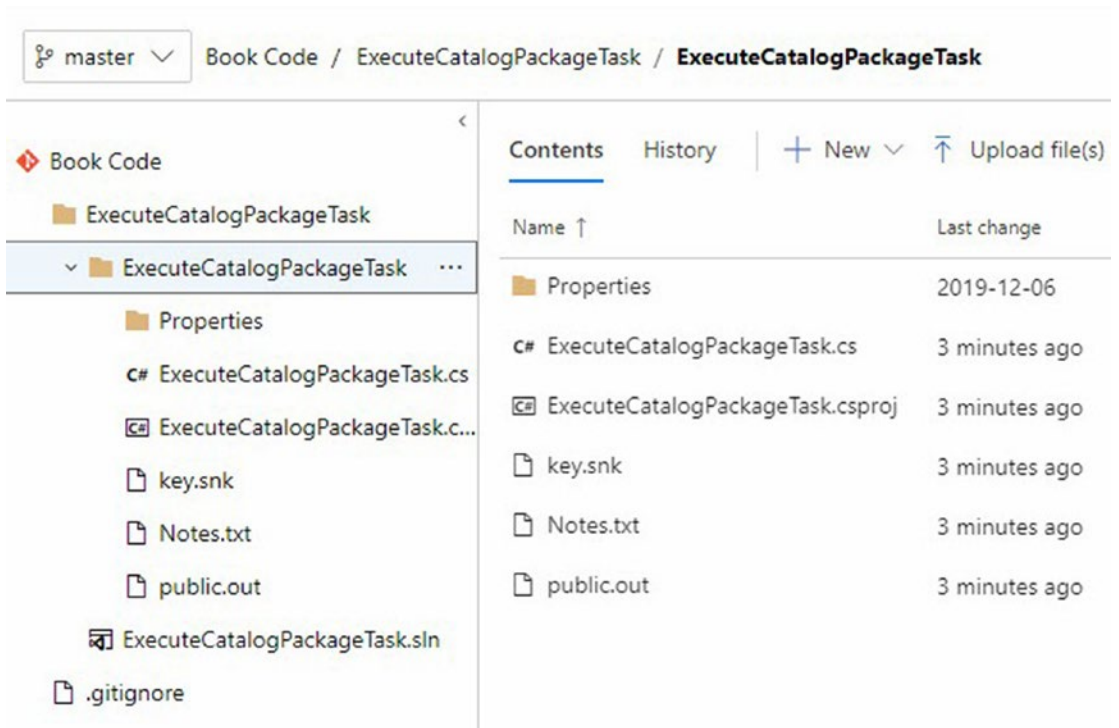 master Book Code / ExecuteCatalogPackageTask / ExecuteCatalogPackageTask
Book Code
ExecuteCatalogPackageTask
ExecuteCatalogPackageTask ...
Properties
C# ExecuteCatalogPackageTask.cs
C# ExecuteCatalogPackageTask.c...
key.snk
Notes.txt
public.out
ExecuteCatalogPackageTask.sln
.gitignore
Contents History New Upload file(s)
Name ↑ Last change
Properties 2019-12-06
C# ExecuteCatalogPackageTask.cs 3 minutes ago
C# ExecuteCatalogPackageTask.csproj 3 minutes ago
key.snk 3 minutes ago
Notes.txt 3 minutes ago
public.out 3 minutes ago